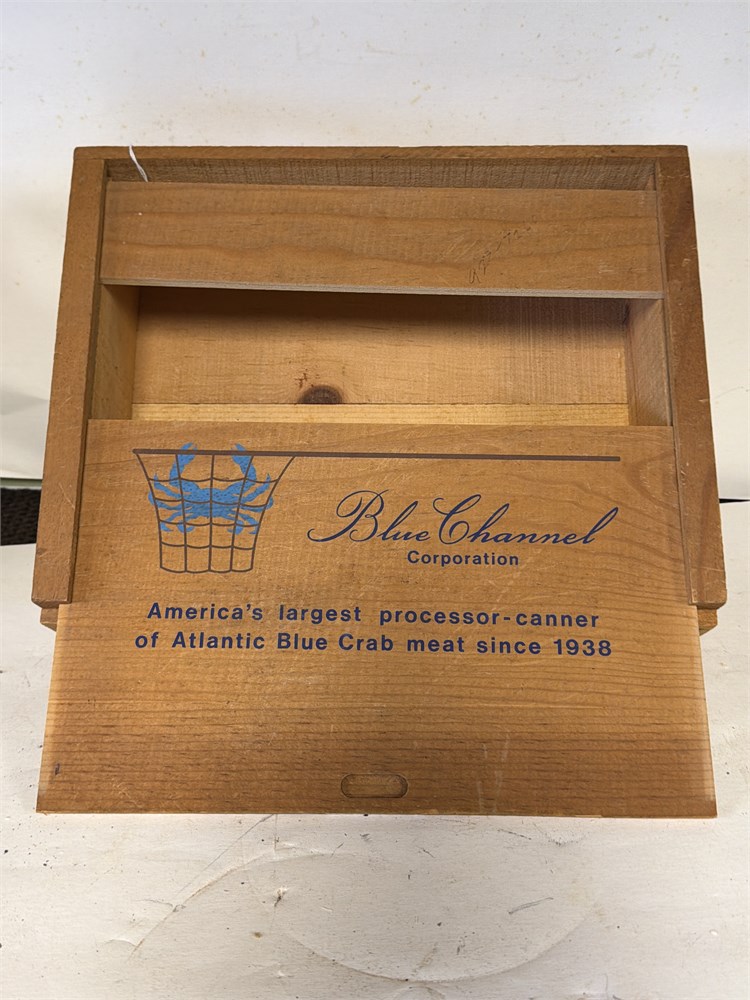 Blue Channel
Corporation
America's largest processor-canner
of Atlantic Blue Crab meat since 1938